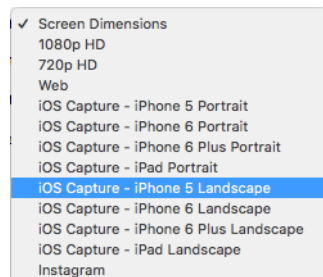 ✓ Screen Dimensions
1080p HD
720p HD
Web
iOS Capture - iPhone 5 Portrait
iOS Capture - iPhone 6 Portrait
iOS Capture - iPhone 6 Plus Portrait
iOS Capture - iPad Portrait
iOS Capture - iPhone 5 Landscape
iOS Capture - iPhone 6 Landscape
iOS Capture - iPhone 6 Plus Landscape
iOS Capture - iPad Landscape
Instagram